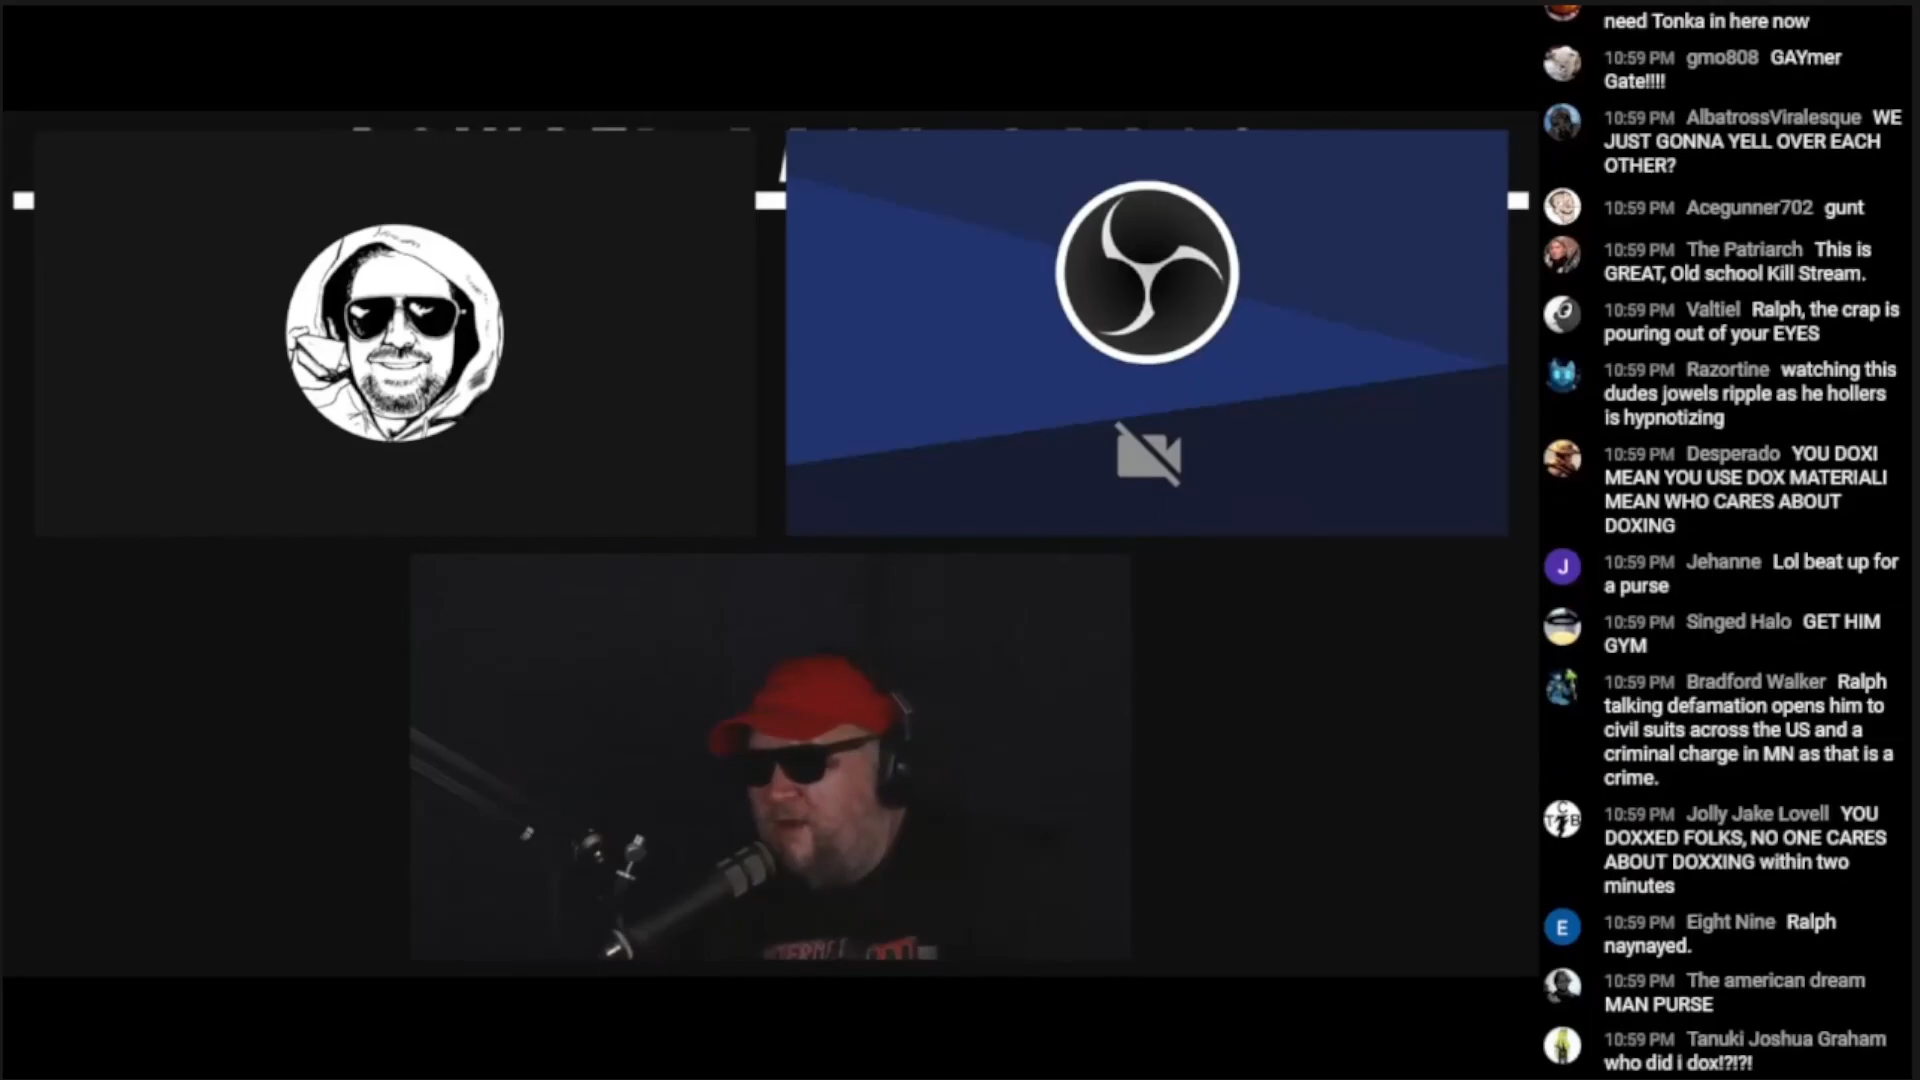 need Tonka in here now
10:59 PM gmo808 GAYmer
Gate!!!!
10:59 PM AlbatrossViralesque WE
JUST GONNA YELL OVER EACH
OTHER?
10:59 PM Acegunner702 gunt
10:59 PM The Patriarch This is
GREAT, Old school Kill Stream.
10:59 PM Valtiel Ralph, the crap is
pouring out of your EYES
10:59 PM Razortine watching this
dudes jowels ripple as he hollers
is hypnotizing
10:59 PM Desperado YOU DOXI
MEAN YOU USE DOX MATERIALI
MEAN WHO CARES ABOUT
DOXING
J
10:59 PM Jehanne Lol beat up for
a purse
10:59 PM Singed Halo GET HIM
GYM
10:59 PM Bradford Walker Ralph
talking defamation opens him to
civil suits across the US and a
criminal charge in MN as that is a
crime.
10:59 PM Jolly Jake Lovell YOU
DOXXED FOLKS, NO ONE CARES
ABOUT DOXXING within two
minutes
E
10:59 PM Eight Nine Ralph
naynayed.
10:59 PM The american dream
MAN PURSE
10:59 PM Tanuki Joshua Graham
who did i dox!?!?!